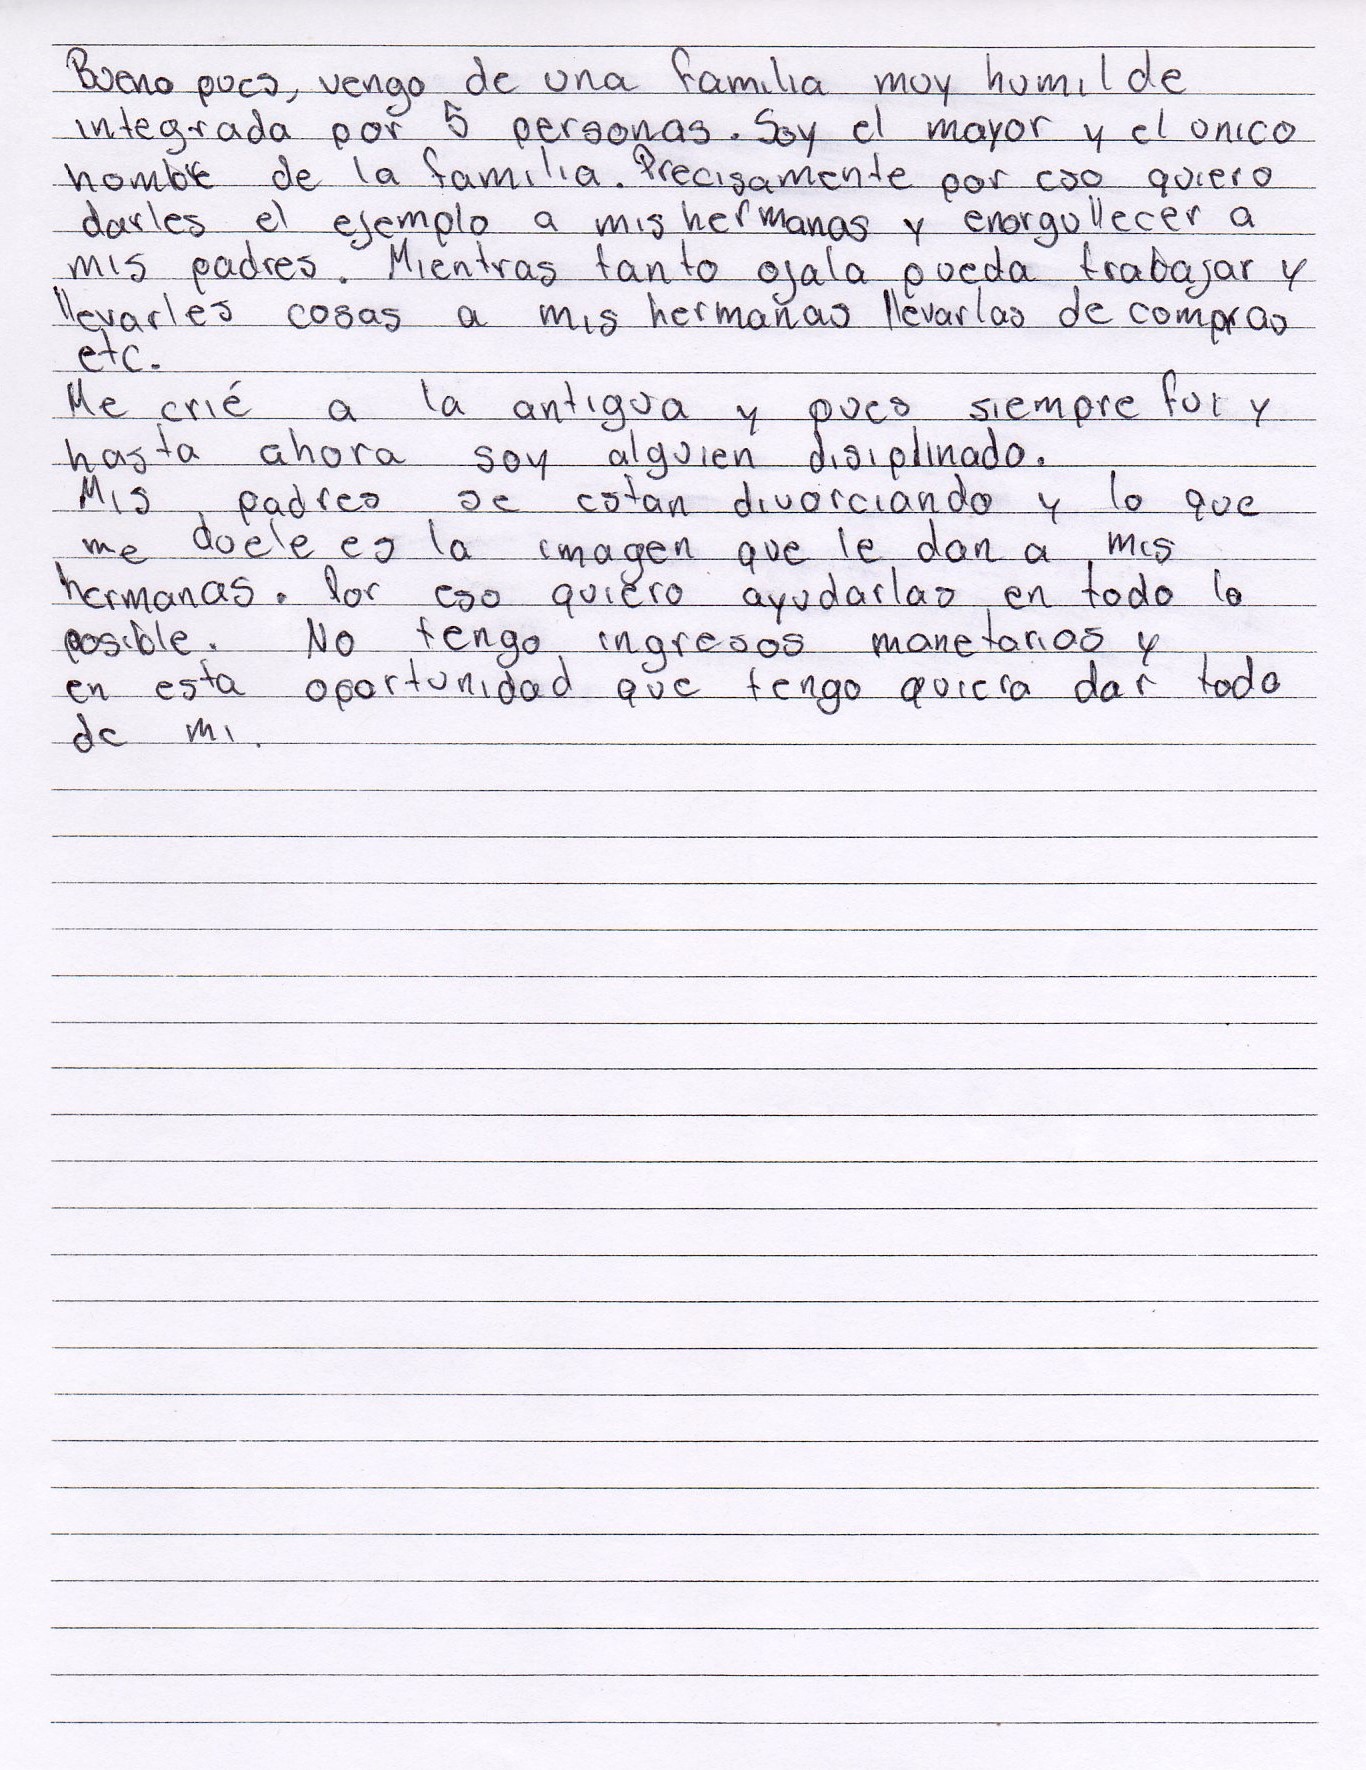 Bueno pues, vengo de una familia muy humilde
integrada por 5 personas. Soy el mayor y el unico
hombre de la familia. Precisamente por eso quiero
darles el ejemplo a mis hermanas y enorgullecer a
mis padres. Mientras tanto ojala pueda trabajar y
llevarles cosas a mis hermanas llevarlas de compras
etc.
Me crié a la antigua y pues siempre fui y
hasta ahora soy alguien disiplinado.
Mis padres se estan divorciando y lo que
me duele es la imagen que le dan a mis
hermanas. Por eso quiero ayudarlas en todo lo
posible. No tengo ingresos manetarios y
en esta oportunidad que tengo quiera dar todo
de mi.